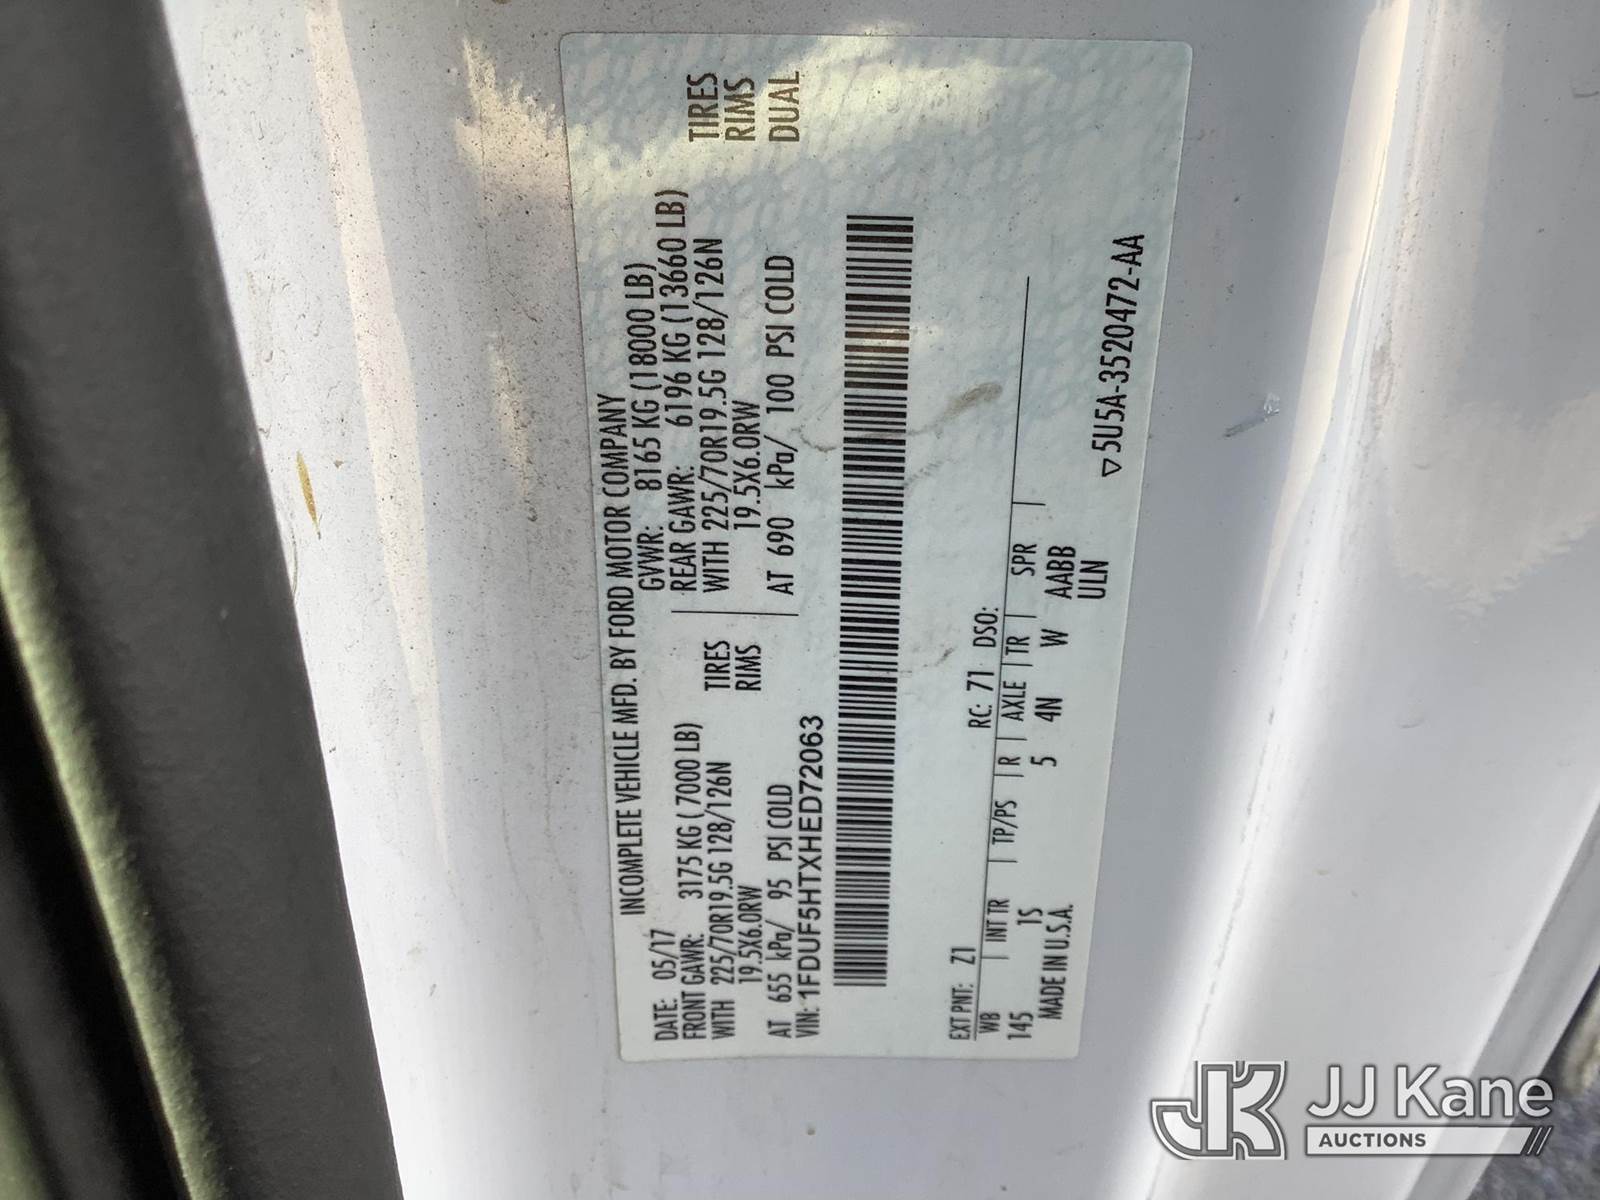 INCOMPLETE VEHICLE MFD. BY FORD MOTOR COMPANY
DATE: 05/17 GVWR: 8165 KG (18000 LB)
FRONT GAWR: 3175 KG ( 7000 LB) REAR GAWR: 6196 KG (13660 LB)
WITH 225/70R19.5G 128/126N TIRES WITH 225/70R19.5G 128/126N TIRES
19.5X6.0RW RIMS 19.5X6.0RW RIMS
AT 655 kPa/ 95 PSI COLD AT 690 kPa/ 100 PSI COLD DUAL
VIN: 1FDUF5HTXHED72063
EXT PNT: Z1 RC: 71 DSO:
WB | INT TR | TP/PS | R | AXLE | TR | SPR |
145 1S 5 4N W AABB
MADE IN U.S.A. ULN
▽5U5A-3520472-AA
JK JJ Kane
AUCTIONS